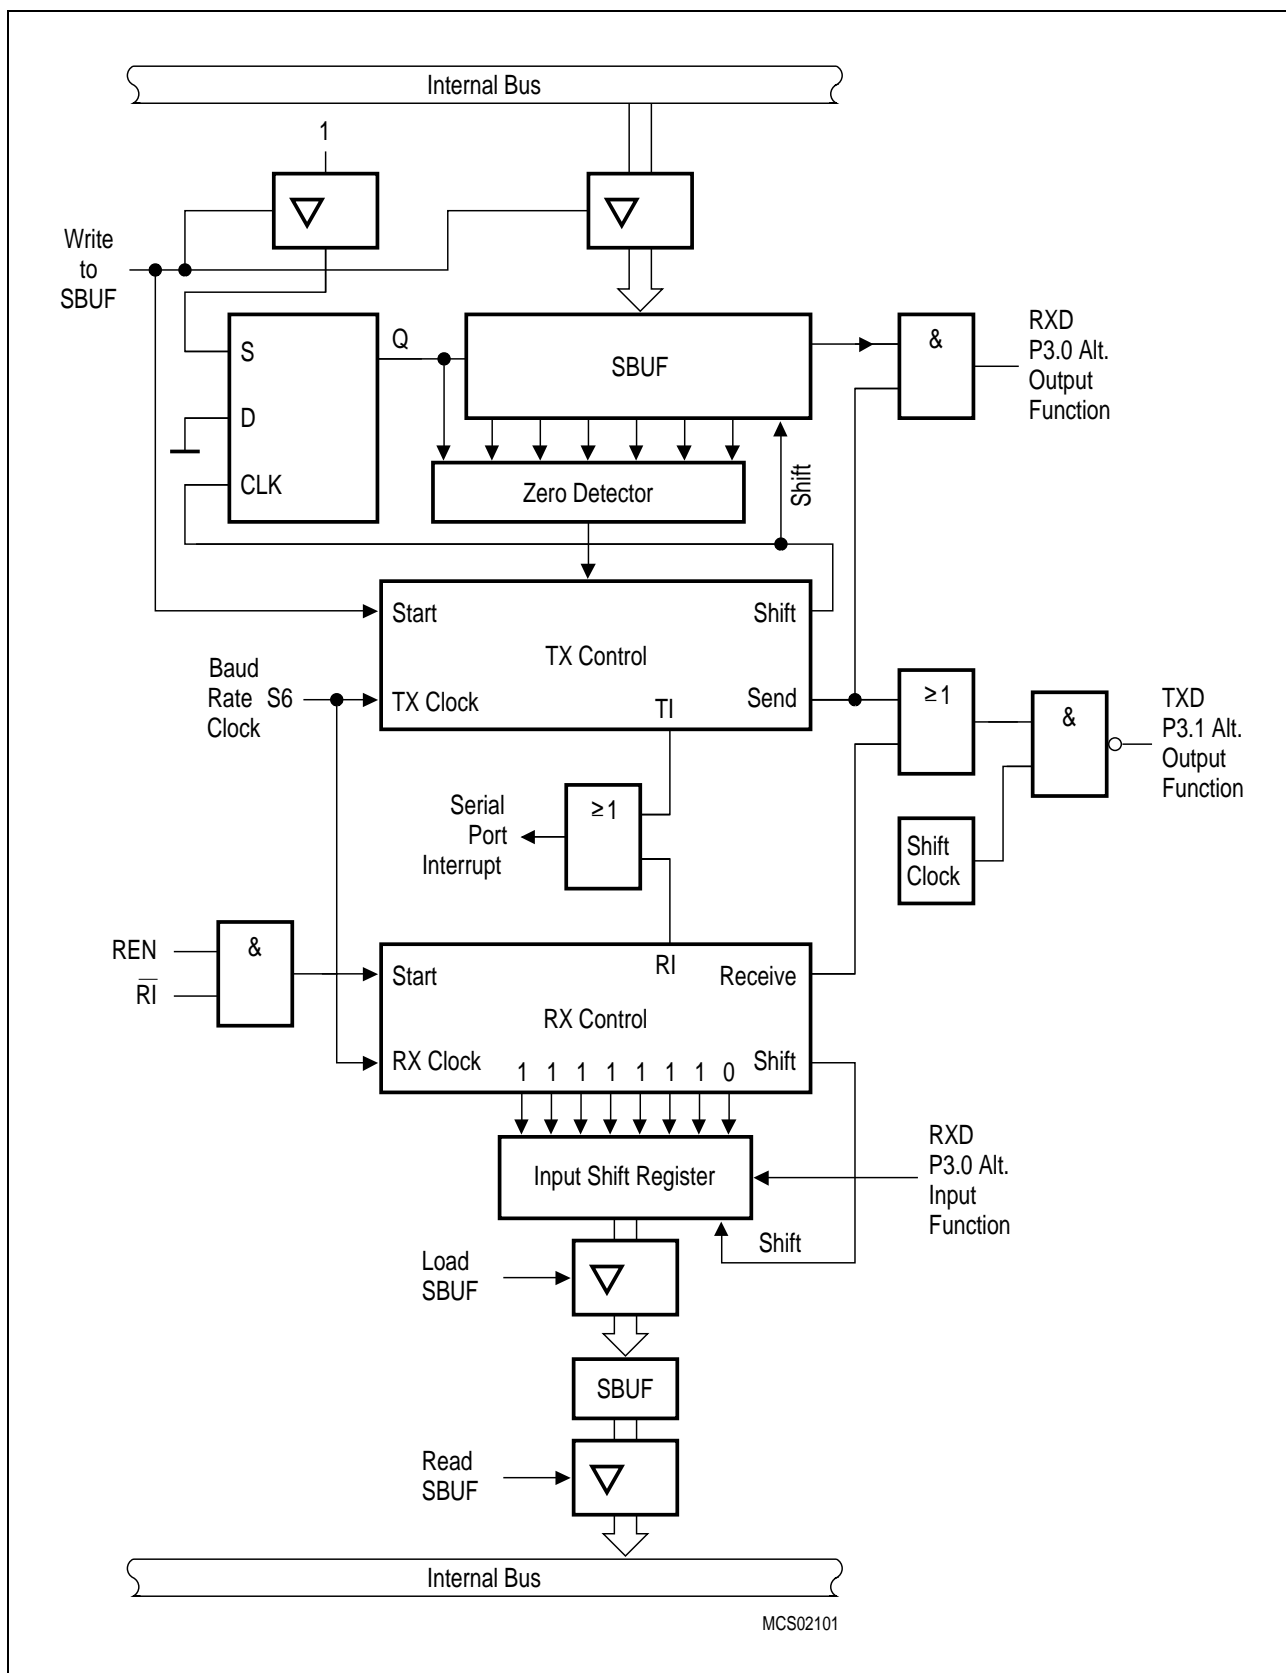 Internal Bus
1
Write
to
SBUF
S
D
CLK
Q
SBUF
&
RXD
P3.0 Alt.
Output
Function
Zero Detector
Shift
Start
Shift
TX Control
Baud
Rate S6
Clock
TX Clock
TI
Send
≥1
&
TXD
P3.1 Alt.
Output
Function
Serial
Port
Interrupt
≥1
Shift
Clock
REN
R̅I̅
&
Start
RI
Receive
RX Control
RX Clock
Shift
1 1 1 1 1 1 1 0
Input Shift Register
RXD
P3.0 Alt.
Input
Function
Shift
Load
SBUF
SBUF
Read
SBUF
Internal Bus
MCS02101